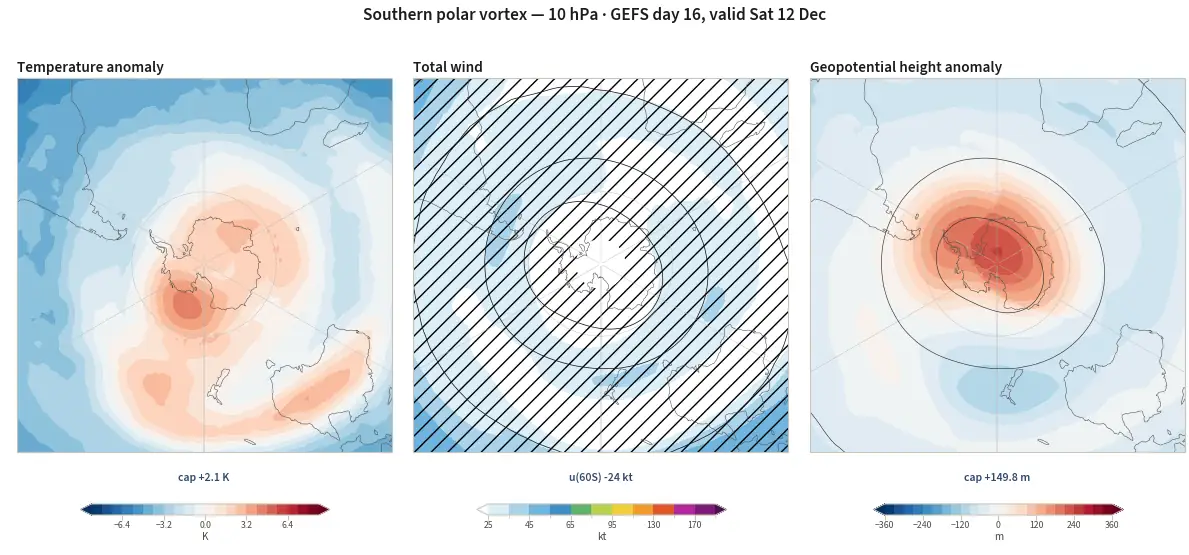 Southern polar vortex — 10 hPa · GEFS day 16, valid Sat 12 Dec
Temperature anomaly
Total wind
Geopotential height anomaly
cap +2.1 K
u(60S) -24 kt
cap +149.8 m
−6.4 −3.2 0.0 3.2 6.4
K
25 45 65 95 130 170
kt
−360 −240 −120 0 120 240 360
m